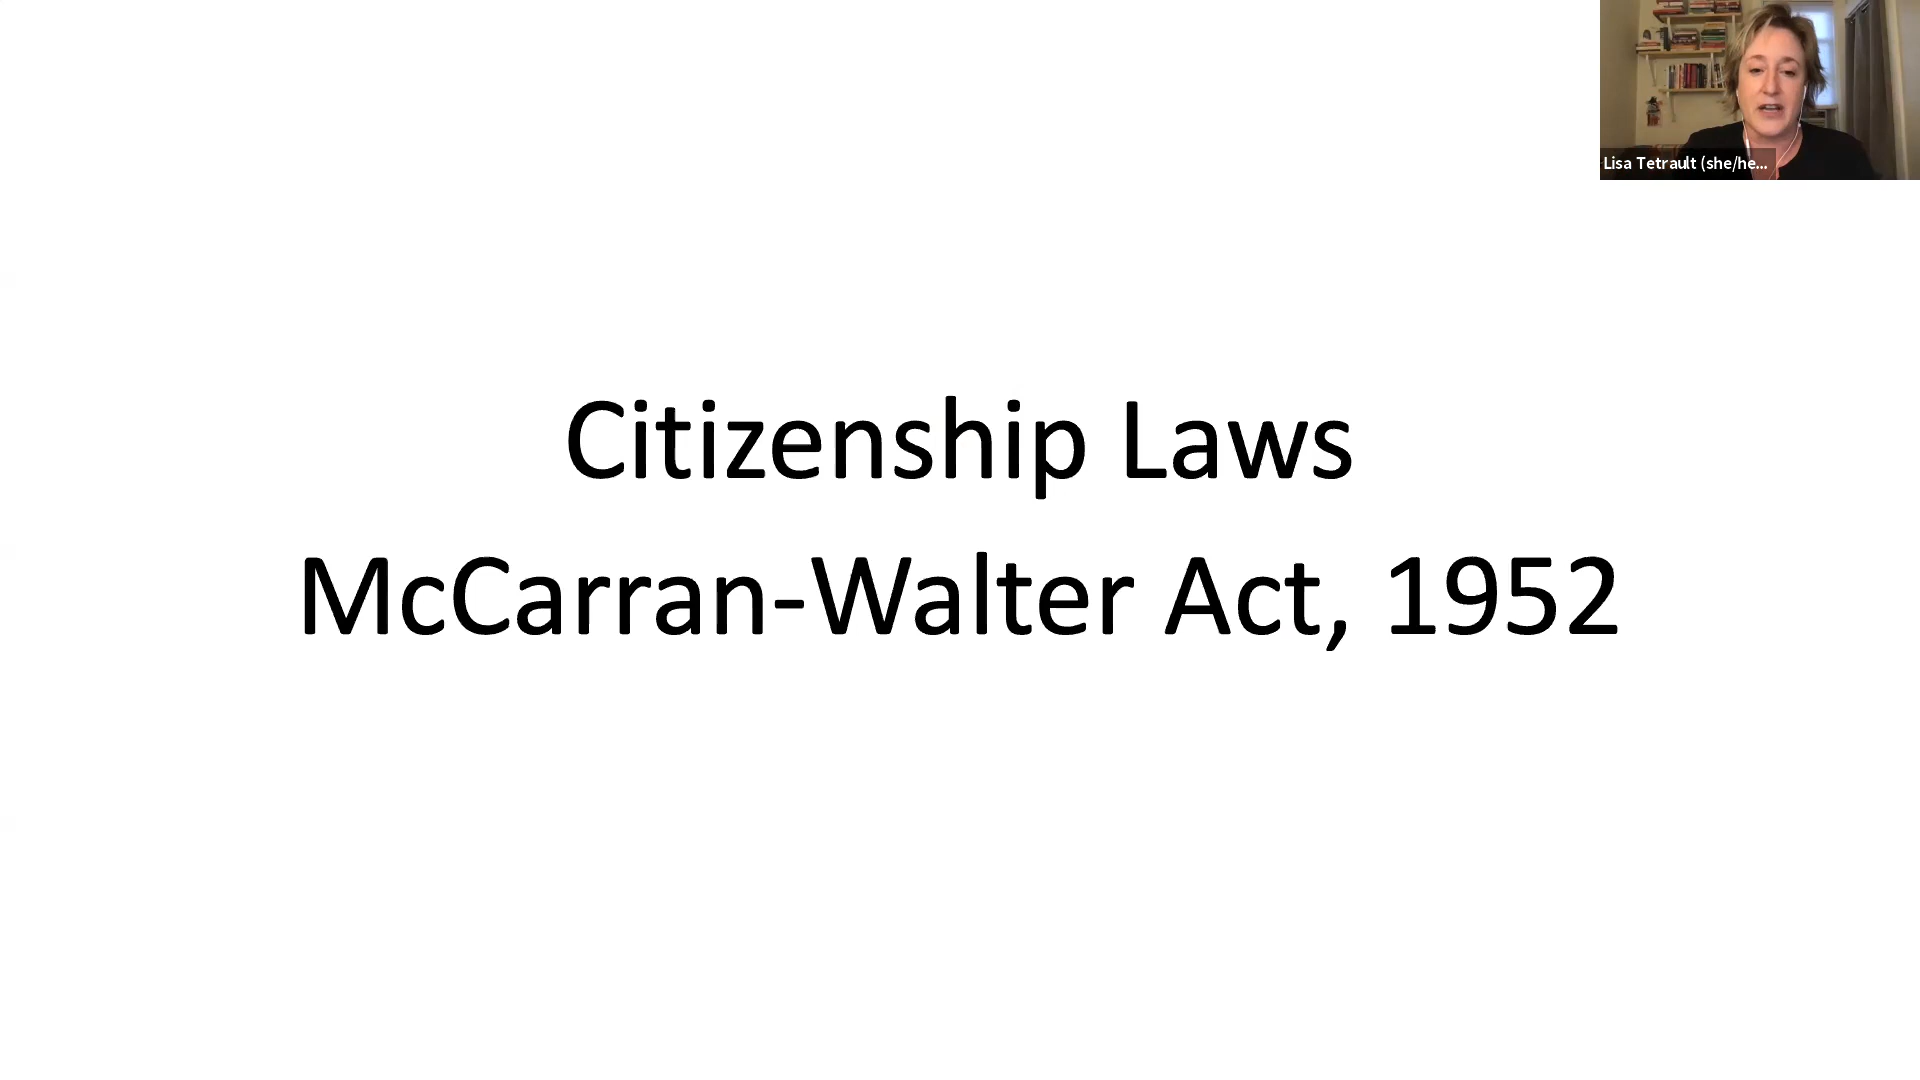 Lisa Tetrault (she/he...
Citizenship Laws
McCarran-Walter Act, 1952